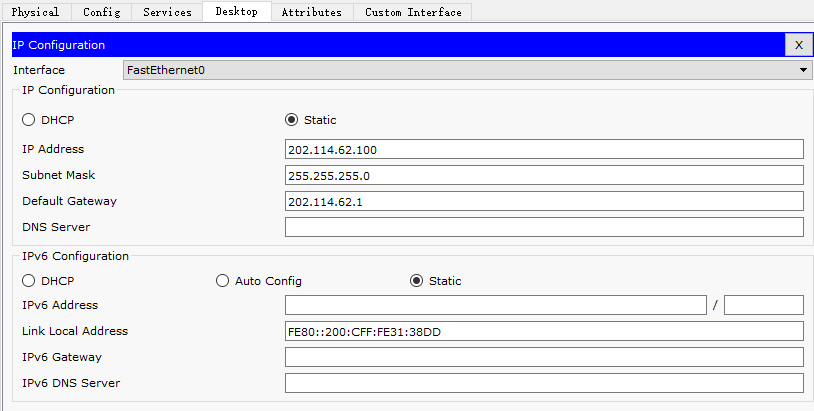 Physical Config Services Desktop Attributes Custom Interface
IP Configuration X
Interface FastEthernet0
IP Configuration
DHCP Static
IP Address 202.114.62.100
Subnet Mask 255.255.255.0
Default Gateway 202.114.62.1
DNS Server
IPv6 Configuration
DHCP Auto Config Static
IPv6 Address /
Link Local Address FE80::200:CFF:FE31:38DD
IPv6 Gateway
IPv6 DNS Server